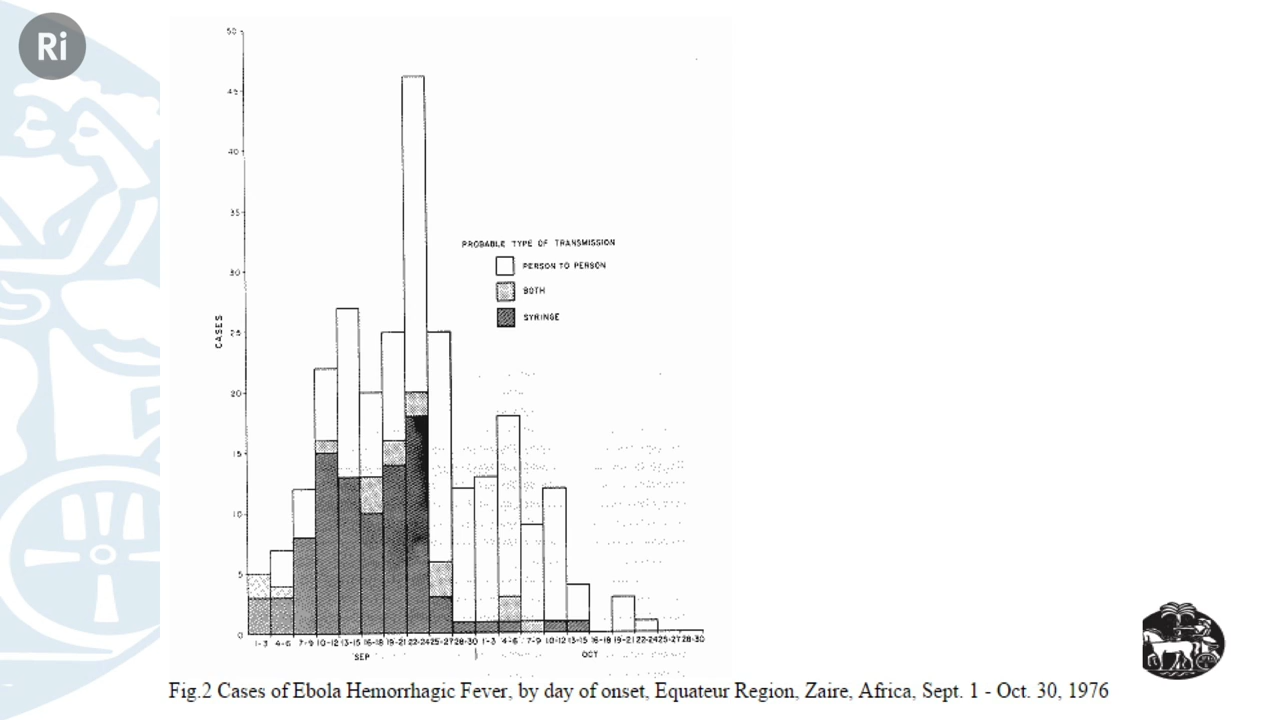 Ri
50
45
40
35
30
25
20
15
10
5
0
CASES
PROBABLE TYPE OF TRANSMISSION
PERSON TO PERSON
BOTH
SYRINGE
1-3 4-6 7-9 10-12 13-15 16-18 19-21 22-24 25-27 28-30 1-3 4-6 7-9 10-12 13-15 16-18 19-21 22-24 25-27 28-30
SEP OCT
Fig.2 Cases of Ebola Hemorrhagic Fever, by day of onset, Equateur Region, Zaire, Africa, Sept. 1 - Oct. 30, 1976